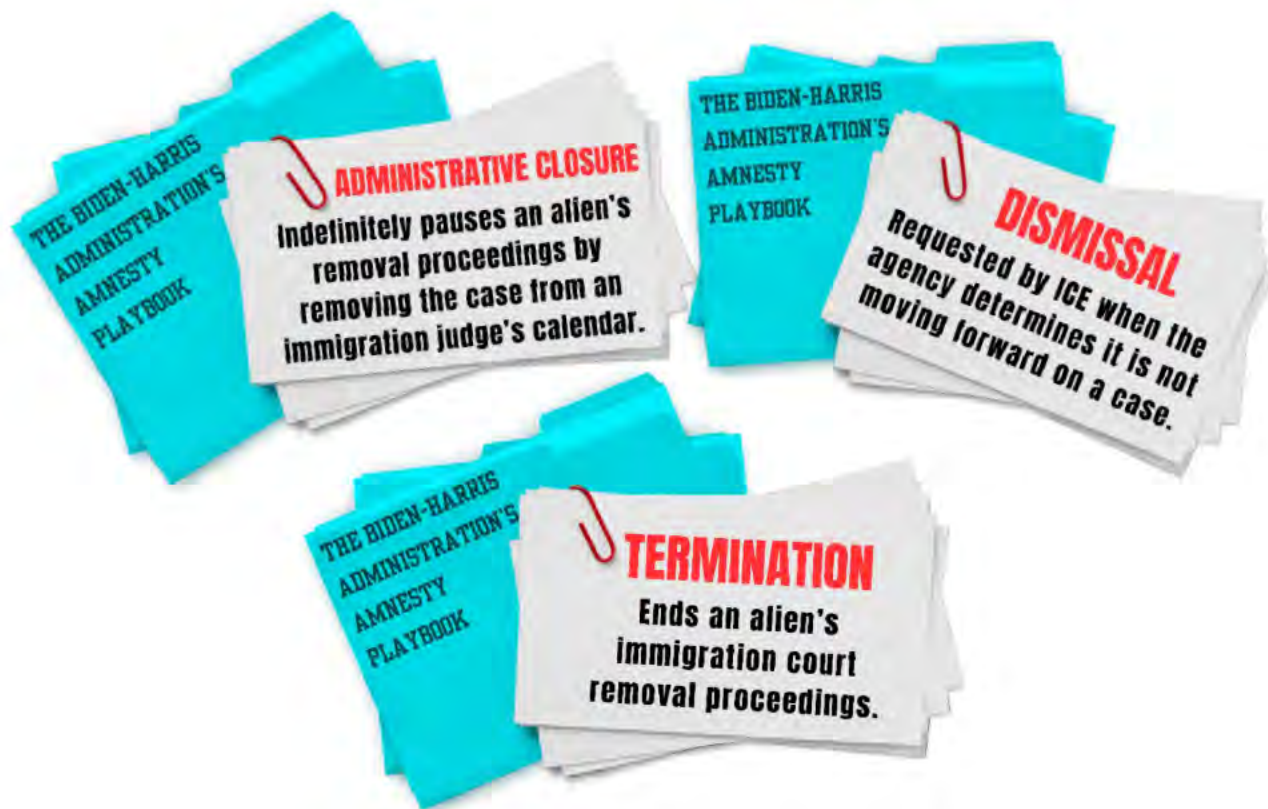 THE BIDEN-HARRIS
ADMINISTRATION'S
AMNESTY
PLAYBOOK
ADMINISTRATIVE CLOSURE
Indefinitely pauses an alien's
removal proceedings by
removing the case from an
immigration judge's calendar.
THE BIDEN-HARRIS
ADMINISTRATION'S
AMNESTY
PLAYBOOK
DISMISSAL
Requested by ICE when the
agency determines it is not
moving forward on a case.
THE BIDEN-HARRIS
ADMINISTRATION'S
AMNESTY
PLAYBOOK
TERMINATION
Ends an alien's
immigration court
removal proceedings.